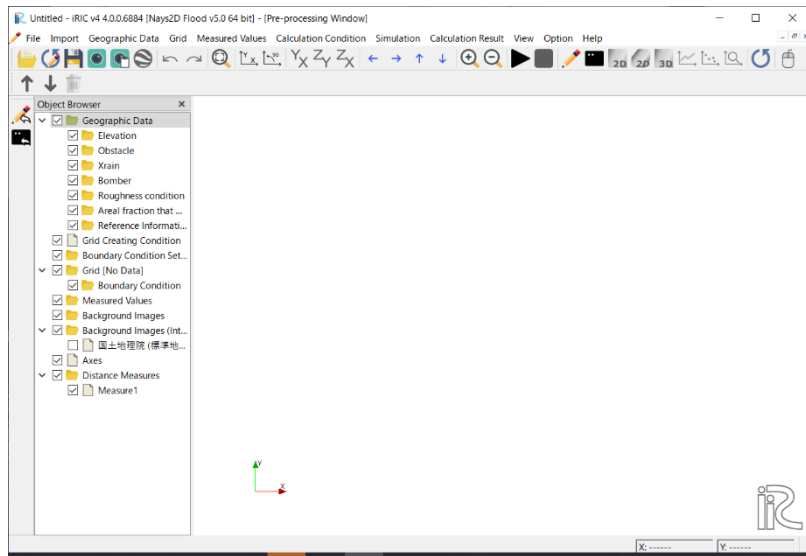 Untitled - iRIC v4 4.0.0.6884 [Nays2D Flood v5.0 64 bit] - [Pre-processing Window]
File Import Geographic Data Grid Measured Values Calculation Condition Simulation Calculation Result View Option Help
Y X Z Y Z X 2D 2D 3D
Object Browser
Geographic Data
Elevation
Obstacle
Xrain
Bomber
Roughness condition
Areal fraction that ...
Reference Informati...
Grid Creating Condition
Boundary Condition Set...
Grid [No Data]
Boundary Condition
Measured Values
Background Images
Background Images (Int...
国土地理院 (標準地...
Axes
Distance Measures
Measure1
Y
X
iRC
X: ------ Y: ------